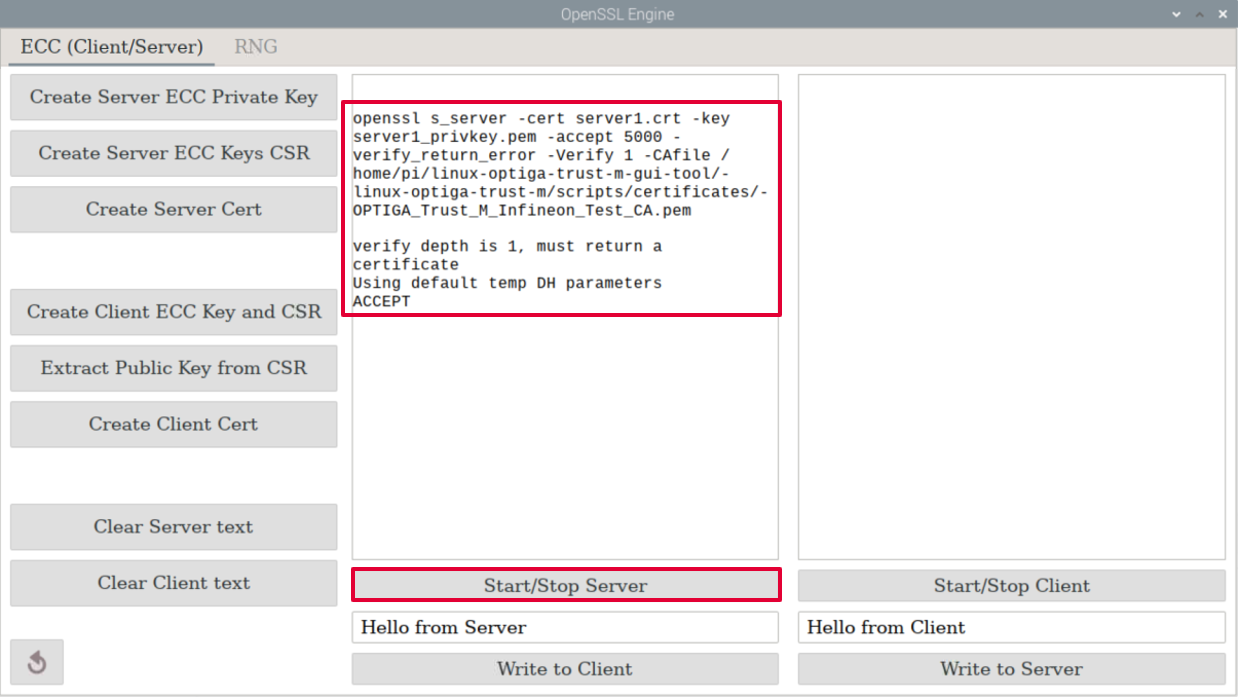 OpenSSL Engine
ECC (Client/Server)
RNG
Create Server ECC Private Key
Create Server ECC Keys CSR
Create Server Cert
Create Client ECC Key and CSR
Extract Public Key from CSR
Create Client Cert
Clear Server text
Clear Client text
openssl s_server -cert server1.crt -key
server1_privkey.pem -accept 5000 -
verify_return_error -Verify 1 -CAfile /
home/pi/linux-optiga-trust-m-gui-tool/-
linux-optiga-trust-m/scripts/certificates/-
OPTIGA_Trust_M_Infineon_Test_CA.pem
verify depth is 1, must return a
certificate
Using default temp DH parameters
ACCEPT
Start/Stop Server
Hello from Server
Write to Client
Start/Stop Client
Hello from Client
Write to Server